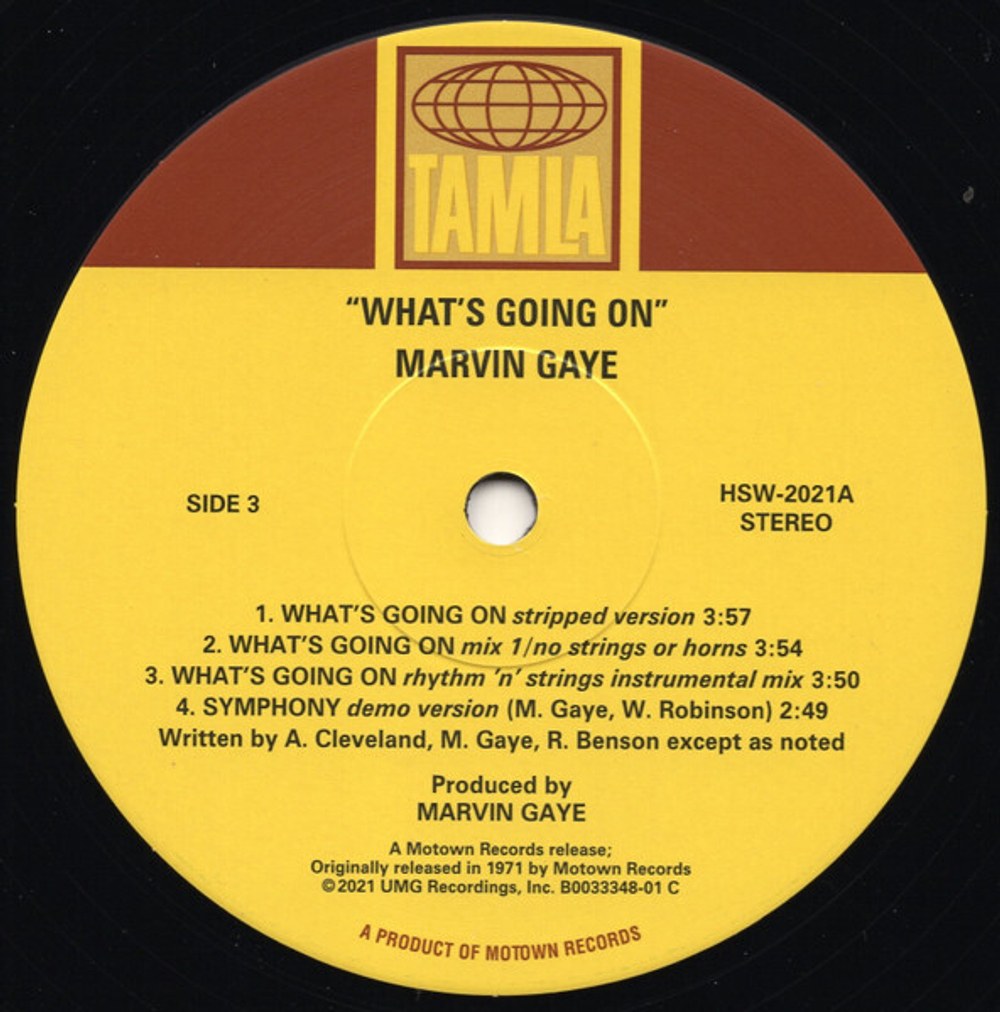 TAMLA
“WHAT’S GOING ON”
MARVIN GAYE
SIDE 3
HSW-2021A
STEREO
1. WHAT’S GOING ON stripped version 3:57
2. WHAT’S GOING ON mix 1/no strings or horns 3:54
3. WHAT’S GOING ON rhythm ’n’ strings instrumental mix 3:50
4. SYMPHONY demo version (M. Gaye, W. Robinson) 2:49
Written by A. Cleveland, M. Gaye, R. Benson except as noted
Produced by
MARVIN GAYE
A Motown Records release;
Originally released in 1971 by Motown Records
©2021 UMG Recordings, Inc. B0033348-01 C
A PRODUCT OF MOTOWN RECORDS